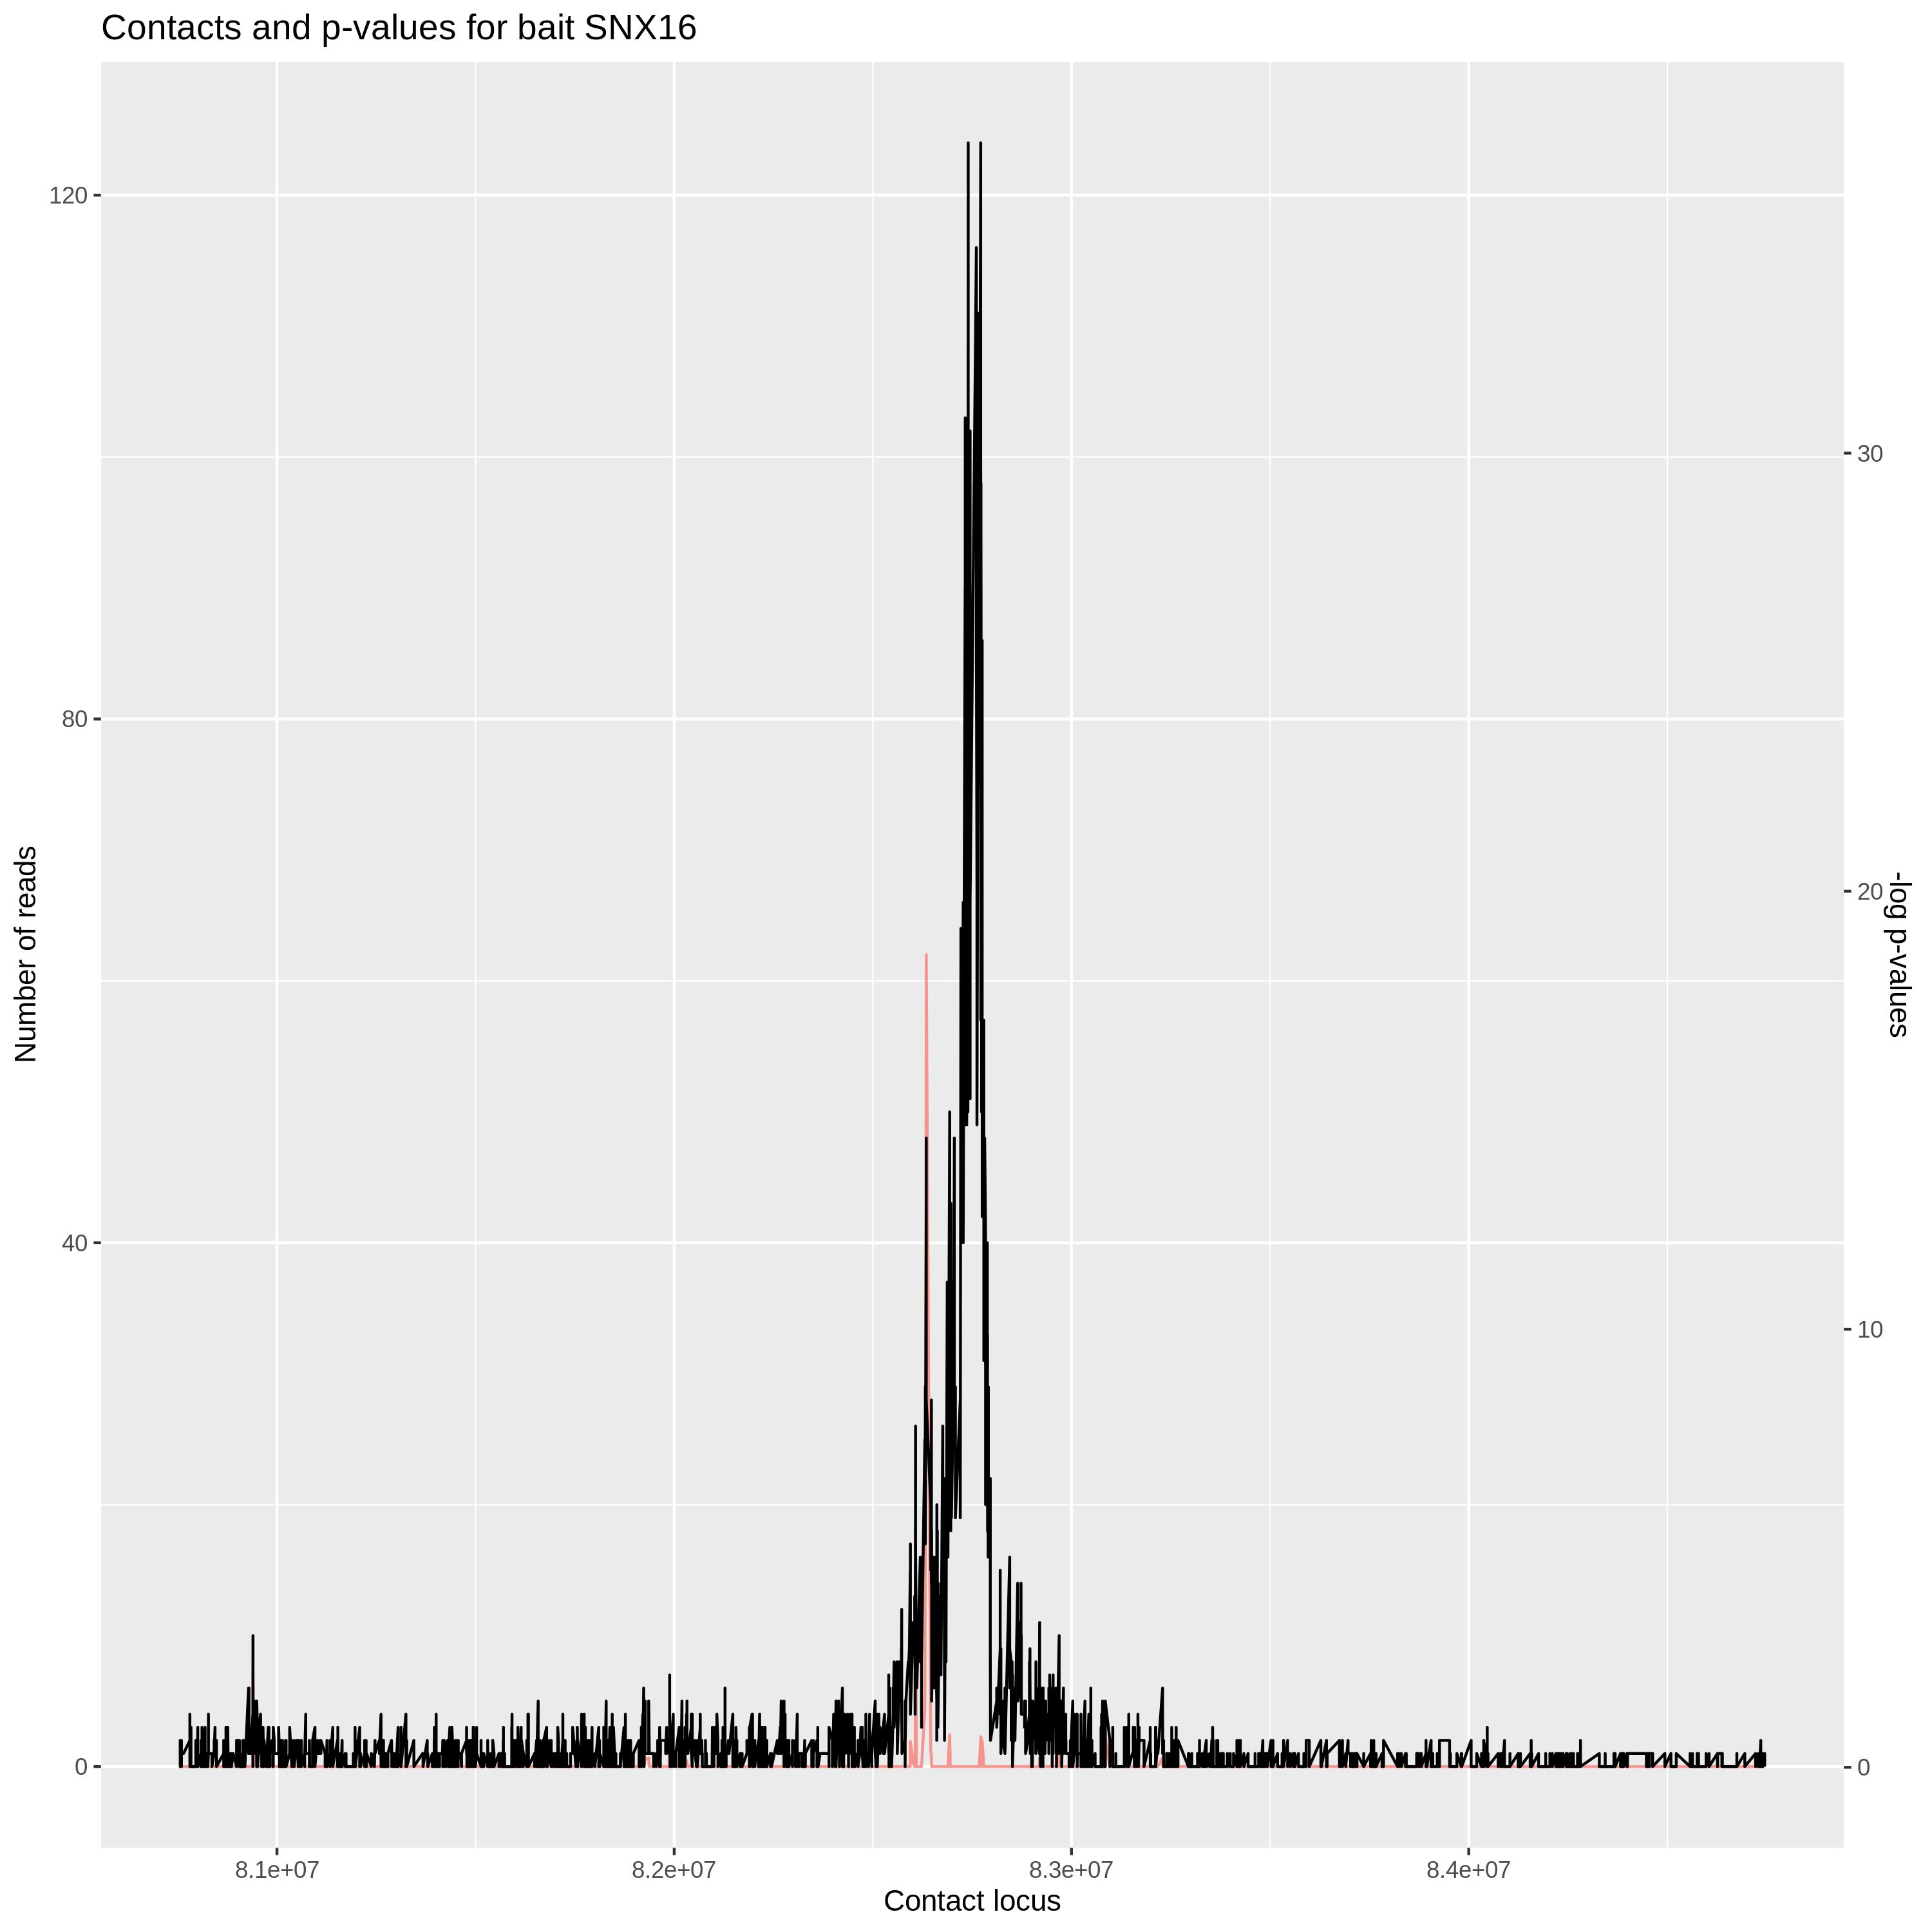 Contacts and p-values for bait SNX16
120
80
40
0
Number of reads
30
20
10
0
-log p-values
8.1e+07 8.2e+07 8.3e+07 8.4e+07
Contact locus